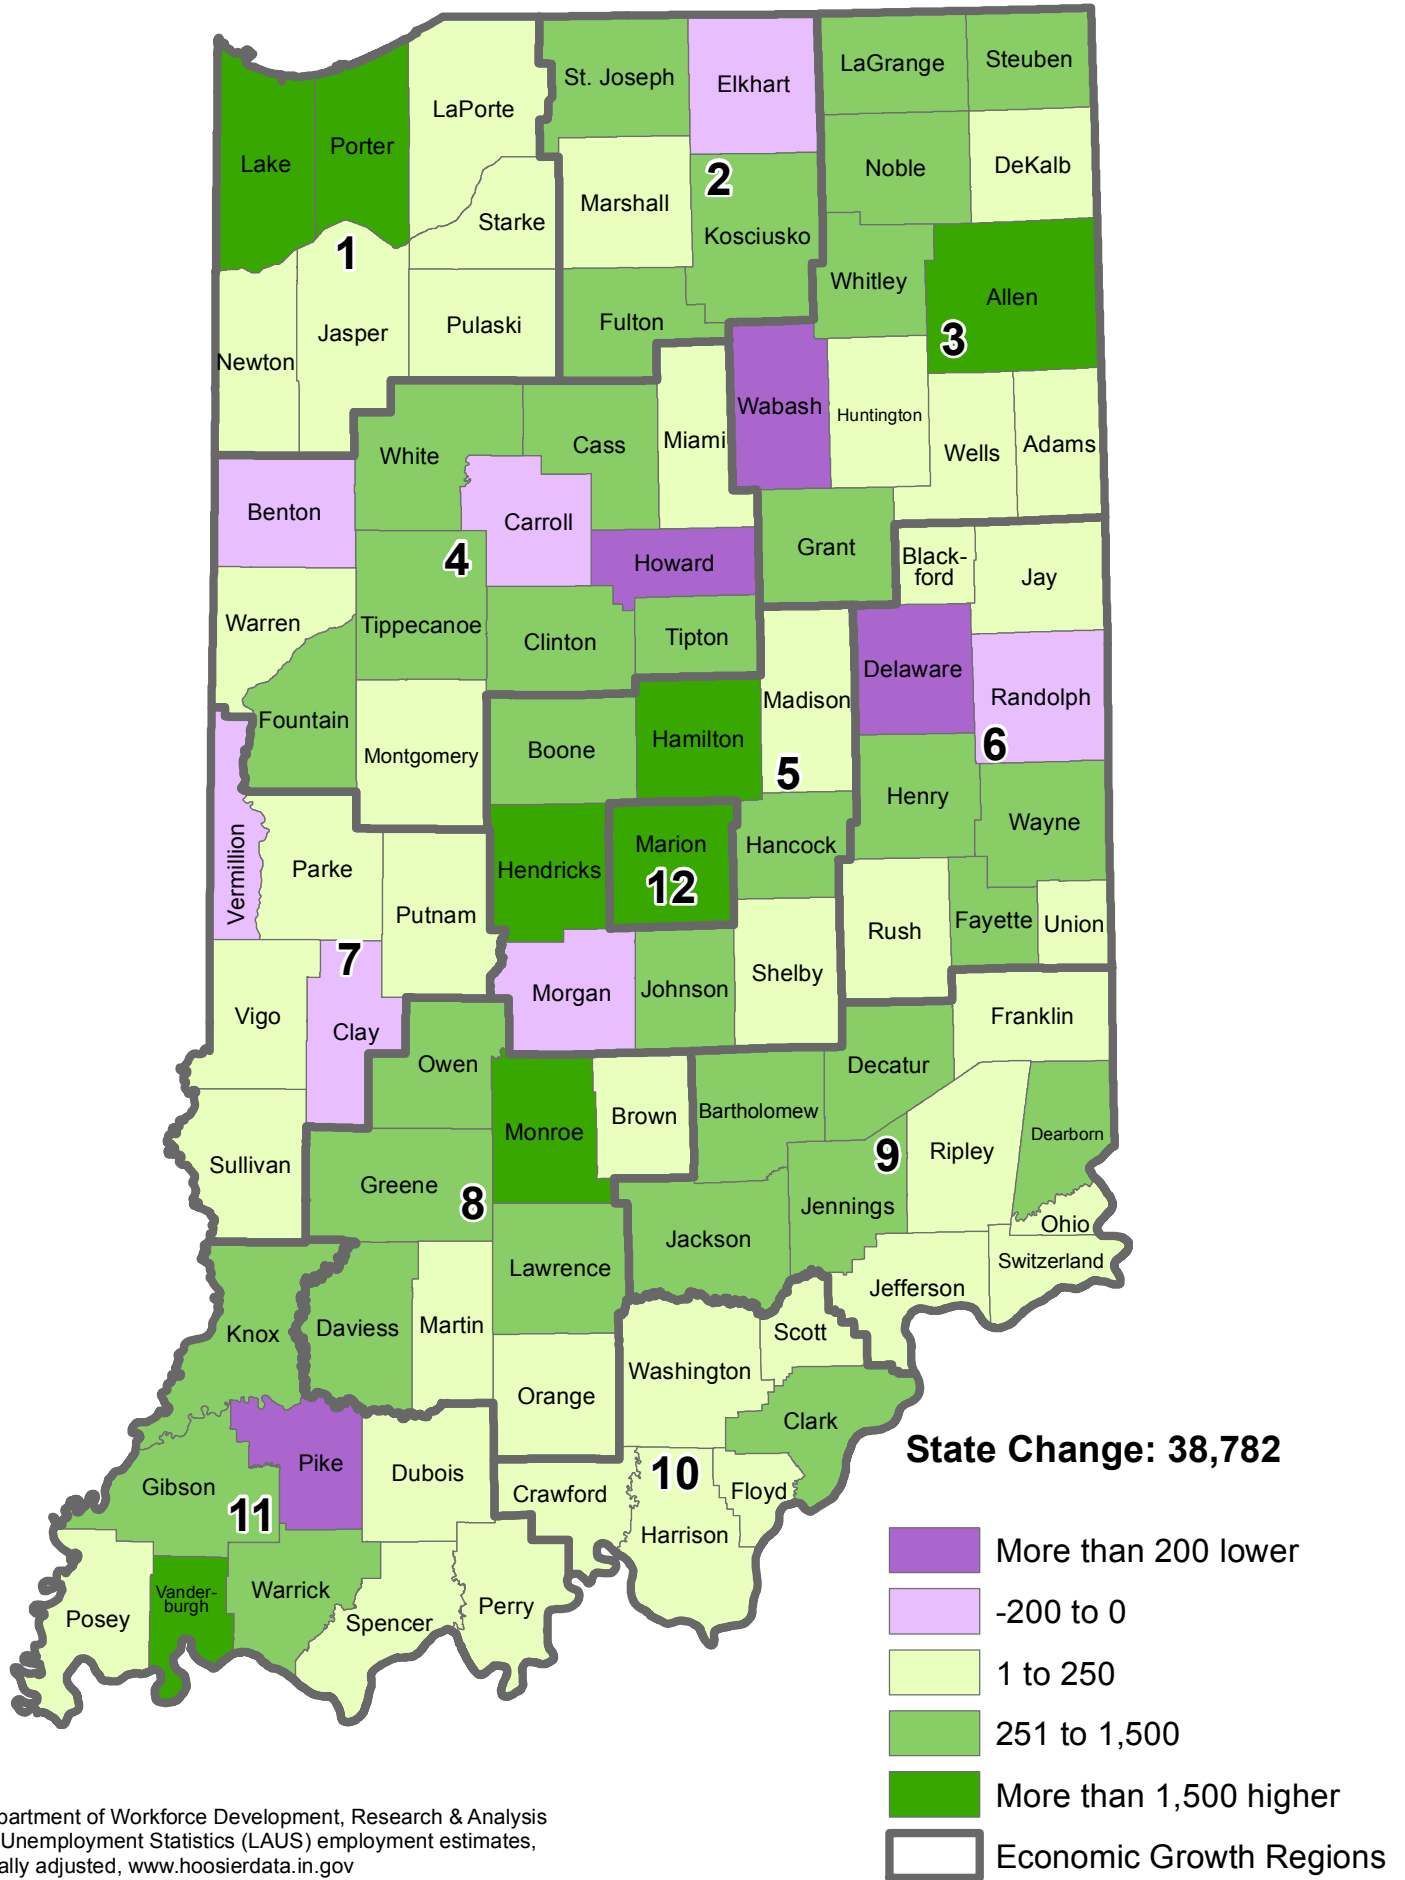 St. Joseph
Elkhart
LaGrange
Steuben
LaPorte
Lake
Porter
Marshall
2
Noble
DeKalb
Starke
Kosciusko
1
Whitley
Allen
Newton
Jasper
Pulaski
Fulton
3
Wabash
Huntington
White
Cass
Miami
Wells
Adams
Benton
Carroll
4
Howard
Grant
Black-
ford
Jay
Warren
Tippecanoe
Clinton
Tipton
Delaware
Randolph
Fountain
Montgomery
Boone
Hamilton
Madison
5
6
Henry
Wayne
Vermillion
Parke
Putnam
Hendricks
Marion
12
Hancock
Rush
Fayette
Union
7
Vigo
Clay
Morgan
Johnson
Shelby
Franklin
Owen
Monroe
Brown
Bartholomew
Decatur
Dearborn
Sullivan
Greene
8
9
Ripley
Jennings
Jackson
Ohio
Switzerland
Lawrence
Jefferson
Knox
Daviess
Martin
Scott
Washington
Orange
Clark
Pike
Dubois
Gibson
11
Crawford
10
Floyd
Harrison
Posey
Vander-
burgh
Warrick
Spencer
Perry
State Change: 38,782
More than 200 lower
-200 to 0
1 to 250
251 to 1,500
More than 1,500 higher
Economic Growth Regions
partment of Workforce Development, Research & Analysis
Unemployment Statistics (LAUS) employment estimates,
ally adjusted, www.hoosierdata.in.gov